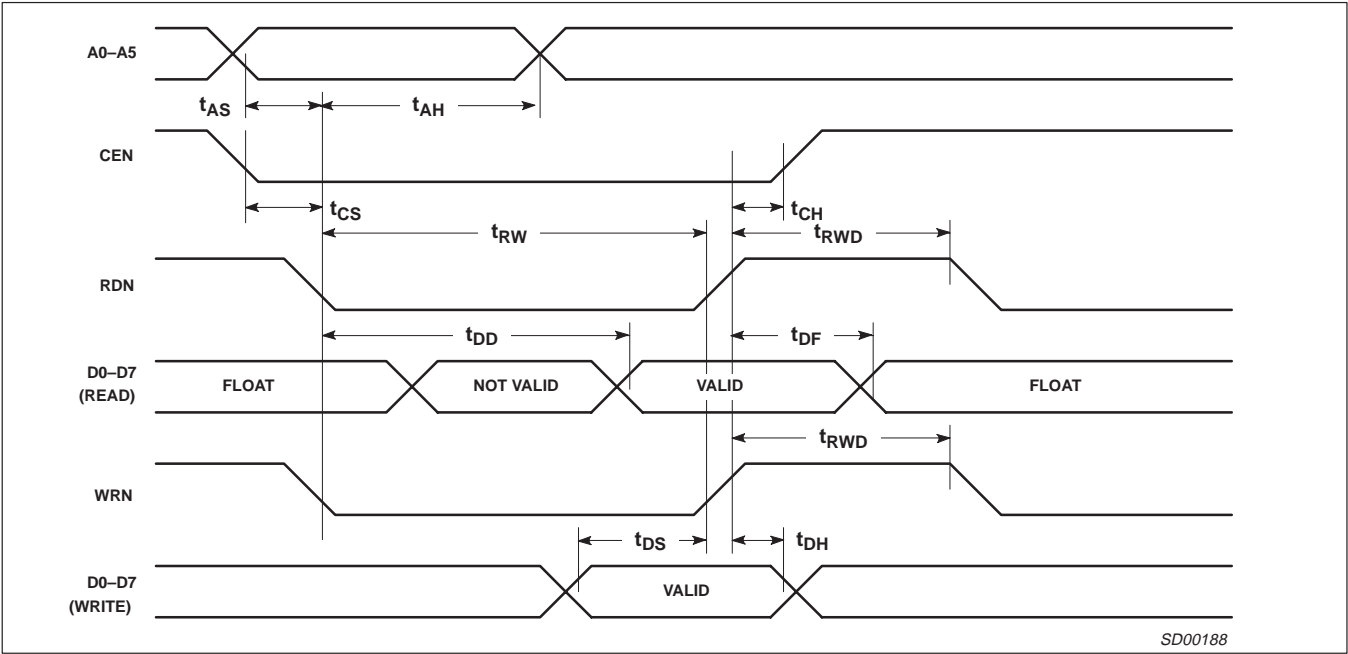 A0–A5
tAS
tAH
CEN
tCS
tCH
tRW
tRWD
RDN
tDD
tDF
D0–D7
(READ)
FLOAT
NOT VALID
VALID
FLOAT
tRWD
WRN
tDS
tDH
D0–D7
(WRITE)
VALID
SD00188